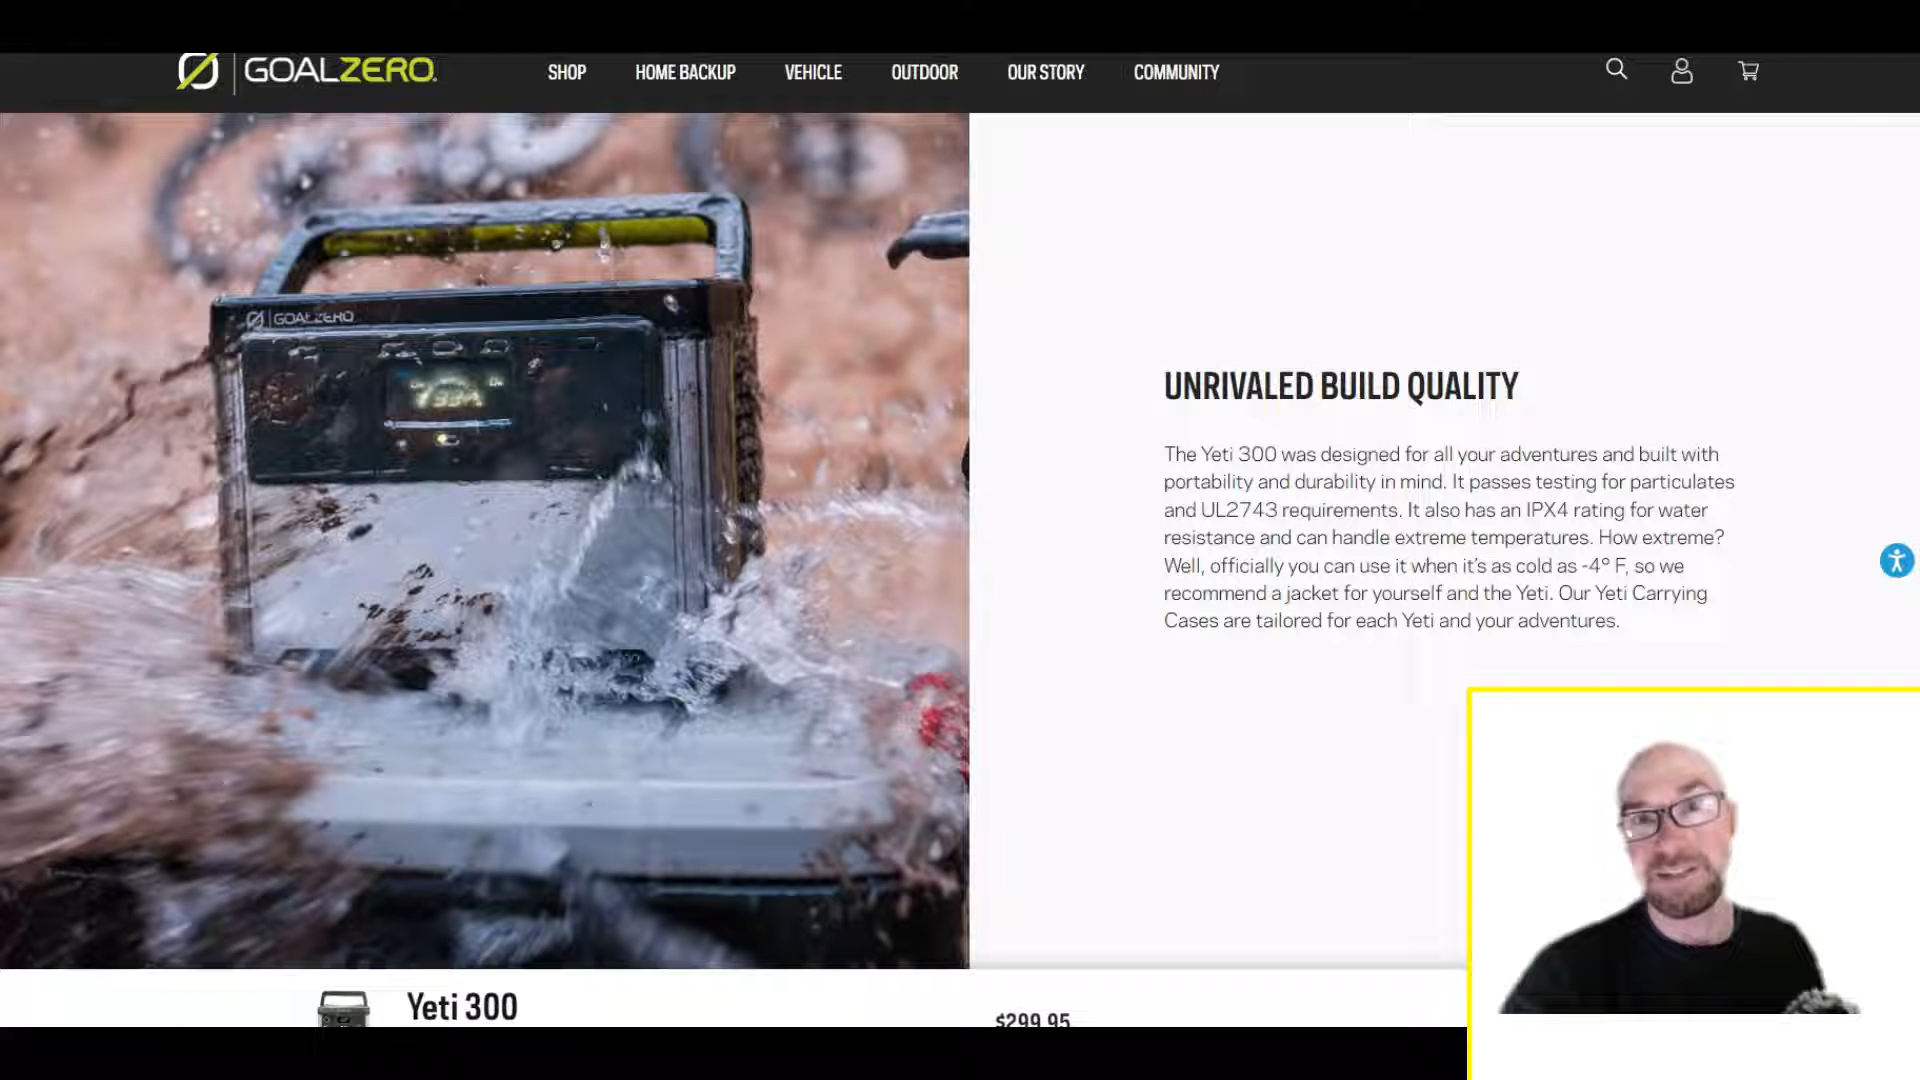 GOALZERO
SHOP
HOME BACKUP
VEHICLE
OUTDOOR
OUR STORY
COMMUNITY
GOALZERO
UNRIVALED BUILD QUALITY
The Yeti 300 was designed for all your adventures and built with
portability and durability in mind. It passes testing for particulates
and UL2743 requirements. It also has an IPX4 rating for water
resistance and can handle extreme temperatures. How extreme?
Well, officially you can use it when it's as cold as -4° F, so we
recommend a jacket for yourself and the Yeti. Our Yeti Carrying
Cases are tailored for each Yeti and your adventures.
Yeti 300
$299.95